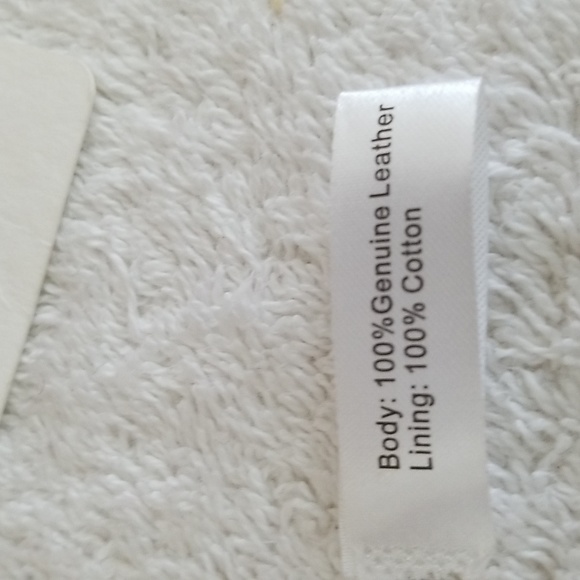 Body: 100%Genuine Leather
Lining: 100% Cotton